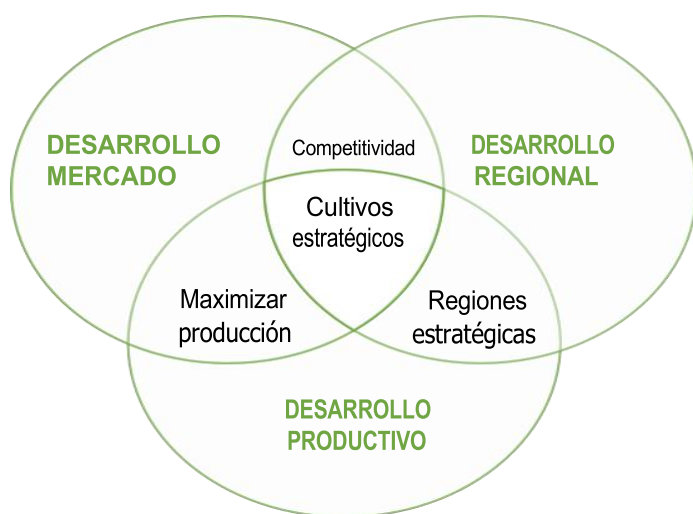 DESARROLLO
MERCADO
Competitividad
DESARROLLO
REGIONAL
Cultivos
estratégicos
Maximizar
producción
Regiones
estratégicas
DESARROLLO
PRODUCTIVO